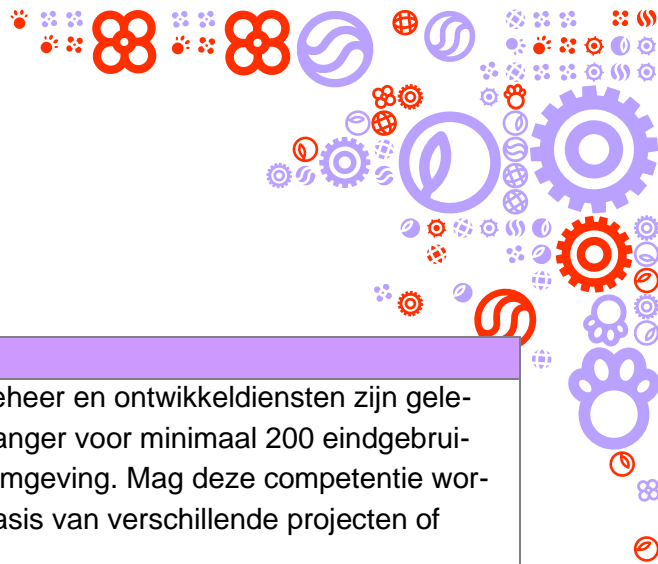 eheer en ontwikkeldiensten zijn gele-
anger voor minimaal 200 eindgebrui-
mgeving. Mag deze competentie wor-
asis van verschillende projecten of